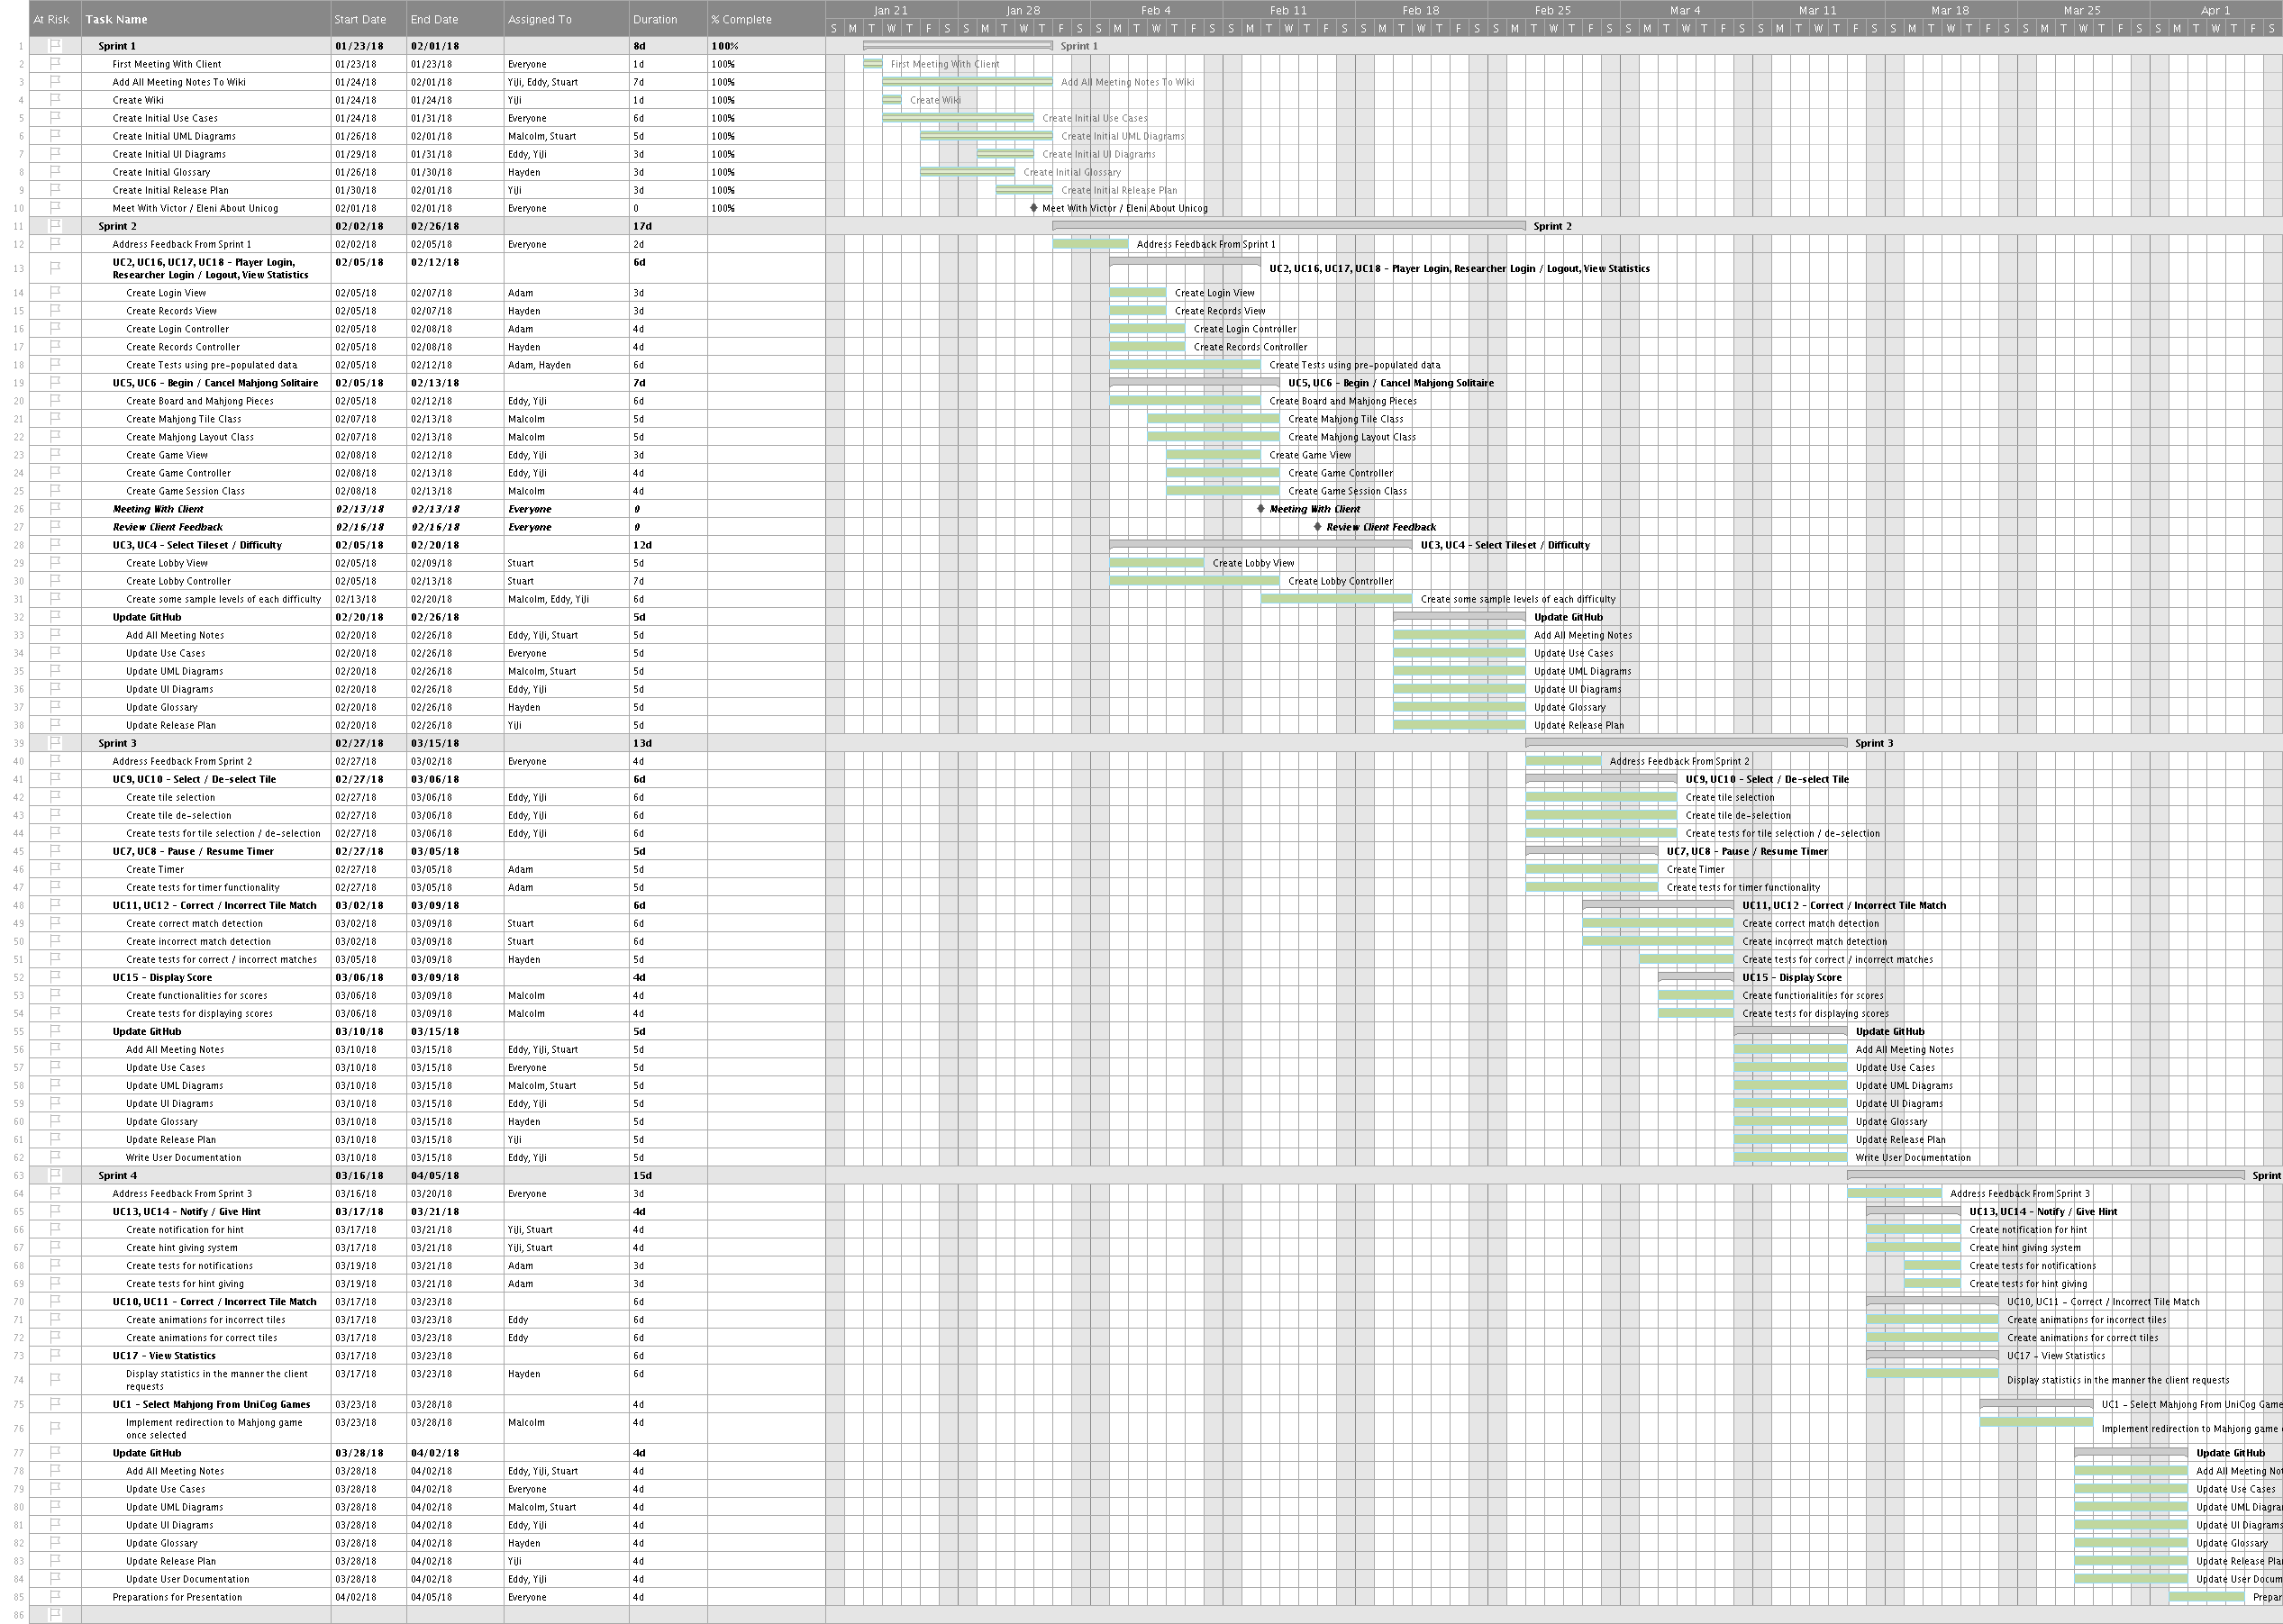 At Risk Task Name Start Date End Date Assigned To Duration % Complete Jan 21 Jan 28 Feb 4 Feb 11 Feb 18 Feb 25 Mar 4 Mar 11 Mar 18 Mar 25 Apr 1
S M T W T F S S M T W T F S S M T W T F S S M T W T F S S M T W T F S S M T W T F S S M T W T F S S M T W T F S S M T W T F S S M T W T F S S M T W T F S
1 Sprint 1 01/23/18 02/01/18 8d 100% Sprint 1
2 First Meeting With Client 01/23/18 01/23/18 Everyone 1d 100% First Meeting With Client
3 Add All Meeting Notes To Wiki 01/24/18 02/01/18 Yili, Eddy, Stuart 7d 100% Add All Meeting Notes To Wiki
4 Create Wiki 01/24/18 01/24/18 Yili 1d 100% Create Wiki
5 Create Initial Use Cases 01/24/18 01/31/18 Everyone 6d 100% Create Initial Use Cases
6 Create Initial UML Diagrams 01/26/18 02/01/18 Malcolm, Stuart 5d 100% Create Initial UML Diagrams
7 Create Initial UI Diagrams 01/29/18 01/31/18 Eddy, Yili 3d 100% Create Initial UI Diagrams
8 Create Initial Glossary 01/26/18 01/30/18 Hayden 3d 100% Create Initial Glossary
9 Create Initial Release Plan 01/30/18 02/01/18 Yili 3d 100% Create Initial Release Plan
10 Meet With Victor / Eleni About Unicog 02/01/18 02/01/18 Everyone 0 100% Meet With Victor / Eleni About Unicog
11 Sprint 2 02/02/18 02/26/18 17d Sprint 2
12 Address Feedback From Sprint 1 02/02/18 02/05/18 Everyone 2d Address Feedback From Sprint 1
13 UC2, UC16, UC17, UC18 - Player Login, 02/05/18 02/12/18 6d UC2, UC16, UC17, UC18 - Player Login, Researcher Login / Logout, View Statistics
Researcher Login / Logout, View Statistics
14 Create Login View 02/05/18 02/07/18 Adam 3d Create Login View
15 Create Records View 02/05/18 02/07/18 Hayden 3d Create Records View
16 Create Login Controller 02/05/18 02/08/18 Adam 4d Create Login Controller
17 Create Records Controller 02/05/18 02/08/18 Hayden 4d Create Records Controller
18 Create Tests using pre-populated data 02/05/18 02/12/18 Adam, Hayden 6d Create Tests using pre-populated data
19 UC5, UC6 - Begin / Cancel Mahjong Solitaire 02/05/18 02/13/18 7d UC5, UC6 - Begin / Cancel Mahjong Solitaire
20 Create Board and Mahjong Pieces 02/05/18 02/12/18 Eddy, Yili 6d Create Board and Mahjong Pieces
21 Create Mahjong Tile Class 02/07/18 02/13/18 Malcolm 5d Create Mahjong Tile Class
22 Create Mahjong Layout Class 02/07/18 02/13/18 Malcolm 5d Create Mahjong Layout Class
23 Create Game View 02/08/18 02/12/18 Eddy, Yili 3d Create Game View
24 Create Game Controller 02/08/18 02/13/18 Eddy, Yili 4d Create Game Controller
25 Create Game Session Class 02/08/18 02/13/18 Malcolm 4d Create Game Session Class
26 Meeting With Client 02/13/18 02/13/18 Everyone 0 Meeting With Client
27 Review Client Feedback 02/16/18 02/16/18 Everyone 0 Review Client Feedback
28 UC3, UC4 - Select Tileset / Difficulty 02/05/18 02/20/18 12d UC3, UC4 - Select Tileset / Difficulty
29 Create Lobby View 02/05/18 02/09/18 Stuart 5d Create Lobby View
30 Create Lobby Controller 02/05/18 02/13/18 Stuart 7d Create Lobby Controller
31 Create some sample levels of each difficulty 02/13/18 02/20/18 Malcolm, Eddy, Yili 6d Create some sample levels of each difficulty
32 Update GitHub 02/20/18 02/26/18 5d Update GitHub
33 Add All Meeting Notes 02/20/18 02/26/18 Eddy, Yili, Stuart 5d Add All Meeting Notes
34 Update Use Cases 02/20/18 02/26/18 Everyone 5d Update Use Cases
35 Update UML Diagrams 02/20/18 02/26/18 Malcolm, Stuart 5d Update UML Diagrams
36 Update UI Diagrams 02/20/18 02/26/18 Eddy, Yili 5d Update UI Diagrams
37 Update Glossary 02/20/18 02/26/18 Hayden 5d Update Glossary
38 Update Release Plan 02/20/18 02/26/18 Yili 5d Update Release Plan
39 Sprint 3 02/27/18 03/15/18 13d Sprint 3
40 Address Feedback From Sprint 2 02/27/18 03/02/18 Everyone 4d Address Feedback From Sprint 2
41 UC9, UC10 - Select / De-select Tile 02/27/18 03/06/18 6d UC9, UC10 - Select / De-select Tile
42 Create tile selection 02/27/18 03/06/18 Eddy, Yili 6d Create tile selection
43 Create tile de-selection 02/27/18 03/06/18 Eddy, Yili 6d Create tile de-selection
44 Create tests for tile selection / de-selection 02/27/18 03/06/18 Eddy, Yili 6d Create tests for tile selection / de-selection
45 UC7, UC8 - Pause / Resume Timer 02/27/18 03/05/18 5d UC7, UC8 - Pause / Resume Timer
46 Create Timer 02/27/18 03/05/18 Adam 5d Create Timer
47 Create tests for timer functionality 02/27/18 03/05/18 Adam 5d Create tests for timer functionality
48 UC11, UC12 - Correct / Incorrect Tile Match 03/02/18 03/09/18 6d UC11, UC12 - Correct / Incorrect Tile Match
49 Create correct match detection 03/02/18 03/09/18 Stuart 6d Create correct match detection
50 Create incorrect match detection 03/02/18 03/09/18 Stuart 6d Create incorrect match detection
51 Create tests for correct / incorrect matches 03/05/18 03/09/18 Hayden 5d Create tests for correct / incorrect matches
52 UC15 - Display Score 03/06/18 03/09/18 4d UC15 - Display Score
53 Create functionalities for scores 03/06/18 03/09/18 Malcolm 4d Create functionalities for scores
54 Create tests for displaying scores 03/06/18 03/09/18 Malcolm 4d Create tests for displaying scores
55 Update GitHub 03/10/18 03/15/18 5d Update GitHub
56 Add All Meeting Notes 03/10/18 03/15/18 Eddy, Yili, Stuart 5d Add All Meeting Notes
57 Update Use Cases 03/10/18 03/15/18 Everyone 5d Update Use Cases
58 Update UML Diagrams 03/10/18 03/15/18 Malcolm, Stuart 5d Update UML Diagrams
59 Update UI Diagrams 03/10/18 03/15/18 Eddy, Yili 5d Update UI Diagrams
60 Update Glossary 03/10/18 03/15/18 Hayden 5d Update Glossary
61 Update Release Plan 03/10/18 03/15/18 Yili 5d Update Release Plan
62 Write User Documentation 03/10/18 03/15/18 Eddy, Yili 5d Write User Documentation
63 Sprint 4 03/16/18 04/05/18 15d Sprint
64 Address Feedback From Sprint 3 03/16/18 03/20/18 Everyone 3d Address Feedback From Sprint 3
65 UC13, UC14 - Notify / Give Hint 03/17/18 03/21/18 4d UC13, UC14 - Notify / Give Hint
66 Create notification for hint 03/17/18 03/21/18 Yili, Stuart 4d Create notification for hint
67 Create hint giving system 03/17/18 03/21/18 Yili, Stuart 4d Create hint giving system
68 Create tests for notifications 03/19/18 03/21/18 Adam 3d Create tests for notifications
69 Create tests for hint giving 03/19/18 03/21/18 Adam 3d Create tests for hint giving
70 UC10, UC11 - Correct / Incorrect Tile Match 03/17/18 03/23/18 6d UC10, UC11 - Correct / Incorrect Tile Match
71 Create animations for incorrect tiles 03/17/18 03/23/18 Eddy 6d Create animations for incorrect tiles
72 Create animations for correct tiles 03/17/18 03/23/18 Eddy 6d Create animations for correct tiles
73 UC17 - View Statistics 03/17/18 03/23/18 6d UC17 - View Statistics
74 Display statistics in the manner the client 03/17/18 03/23/18 Hayden 6d Display statistics in the manner the client requests
requests
75 UC1 - Select Mahjong From UniCog Games 03/23/18 03/28/18 4d UC1 - Select Mahjong From UniCog Game
76 Implement redirection to Mahjong game 03/23/18 03/28/18 Malcolm 4d Implement redirection to Mahjong game
once selected
77 Update GitHub 03/28/18 04/02/18 4d Update GitHub
78 Add All Meeting Notes 03/28/18 04/02/18 Eddy, Yili, Stuart 4d Add All Meeting Not
79 Update Use Cases 03/28/18 04/02/18 Everyone 4d Update Use Cases
80 Update UML Diagrams 03/28/18 04/02/18 Malcolm, Stuart 4d Update UML Diagra
81 Update UI Diagrams 03/28/18 04/02/18 Eddy, Yili 4d Update UI Diagrams
82 Update Glossary 03/28/18 04/02/18 Hayden 4d Update Glossary
83 Update Release Plan 03/28/18 04/02/18 Yili 4d Update Release Pla
84 Update User Documentation 03/28/18 04/02/18 Eddy, Yili 4d Update User Docum
85 Preparations for Presentation 04/02/18 04/05/18 Everyone 4d Prepar
86